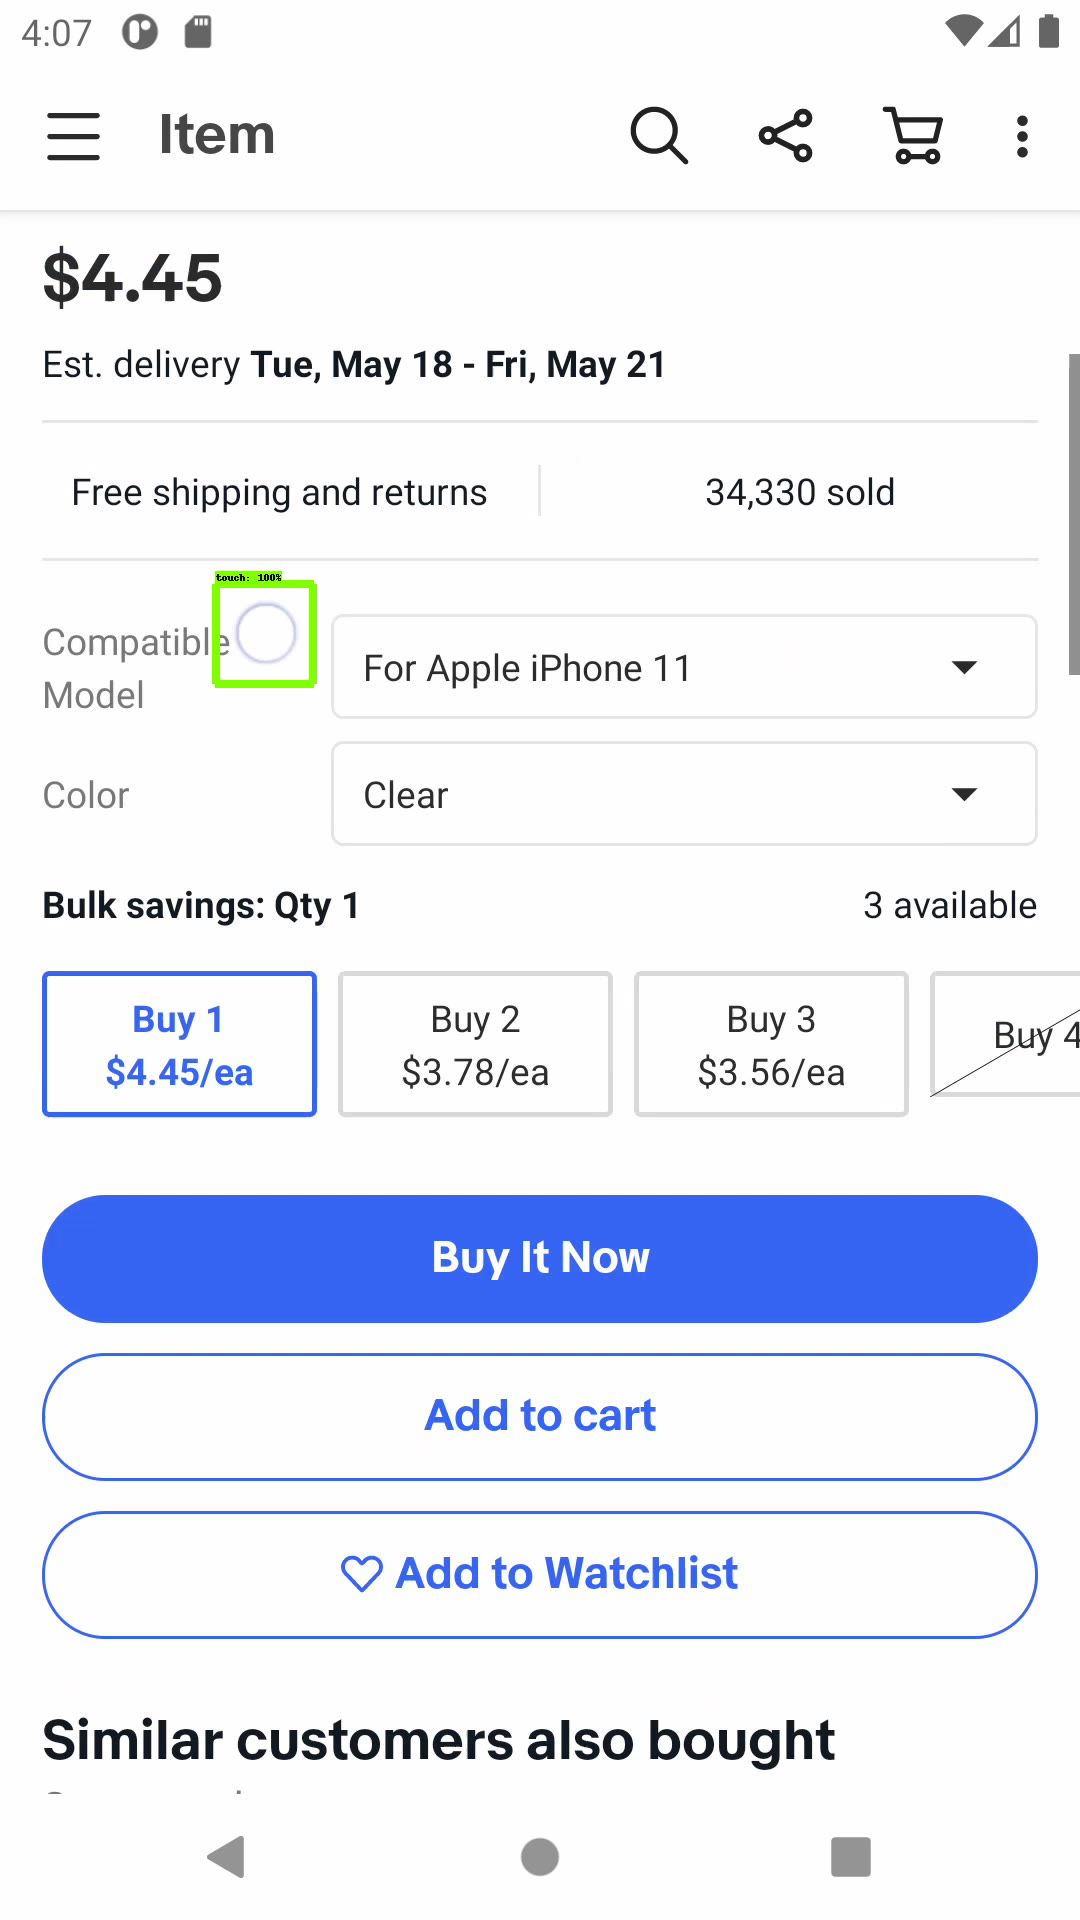 4:07
Item
$4.45
Est. delivery Tue, May 18 - Fri, May 21
Free shipping and returns
34,330 sold
touch: 100%
Compatible
Model
For Apple iPhone 11
Color
Clear
Bulk savings: Qty 1
3 available
Buy 1
$4.45/ea
Buy 2
$3.78/ea
Buy 3
$3.56/ea
Buy 4
Buy It Now
Add to cart
Add to Watchlist
Similar customers also bought